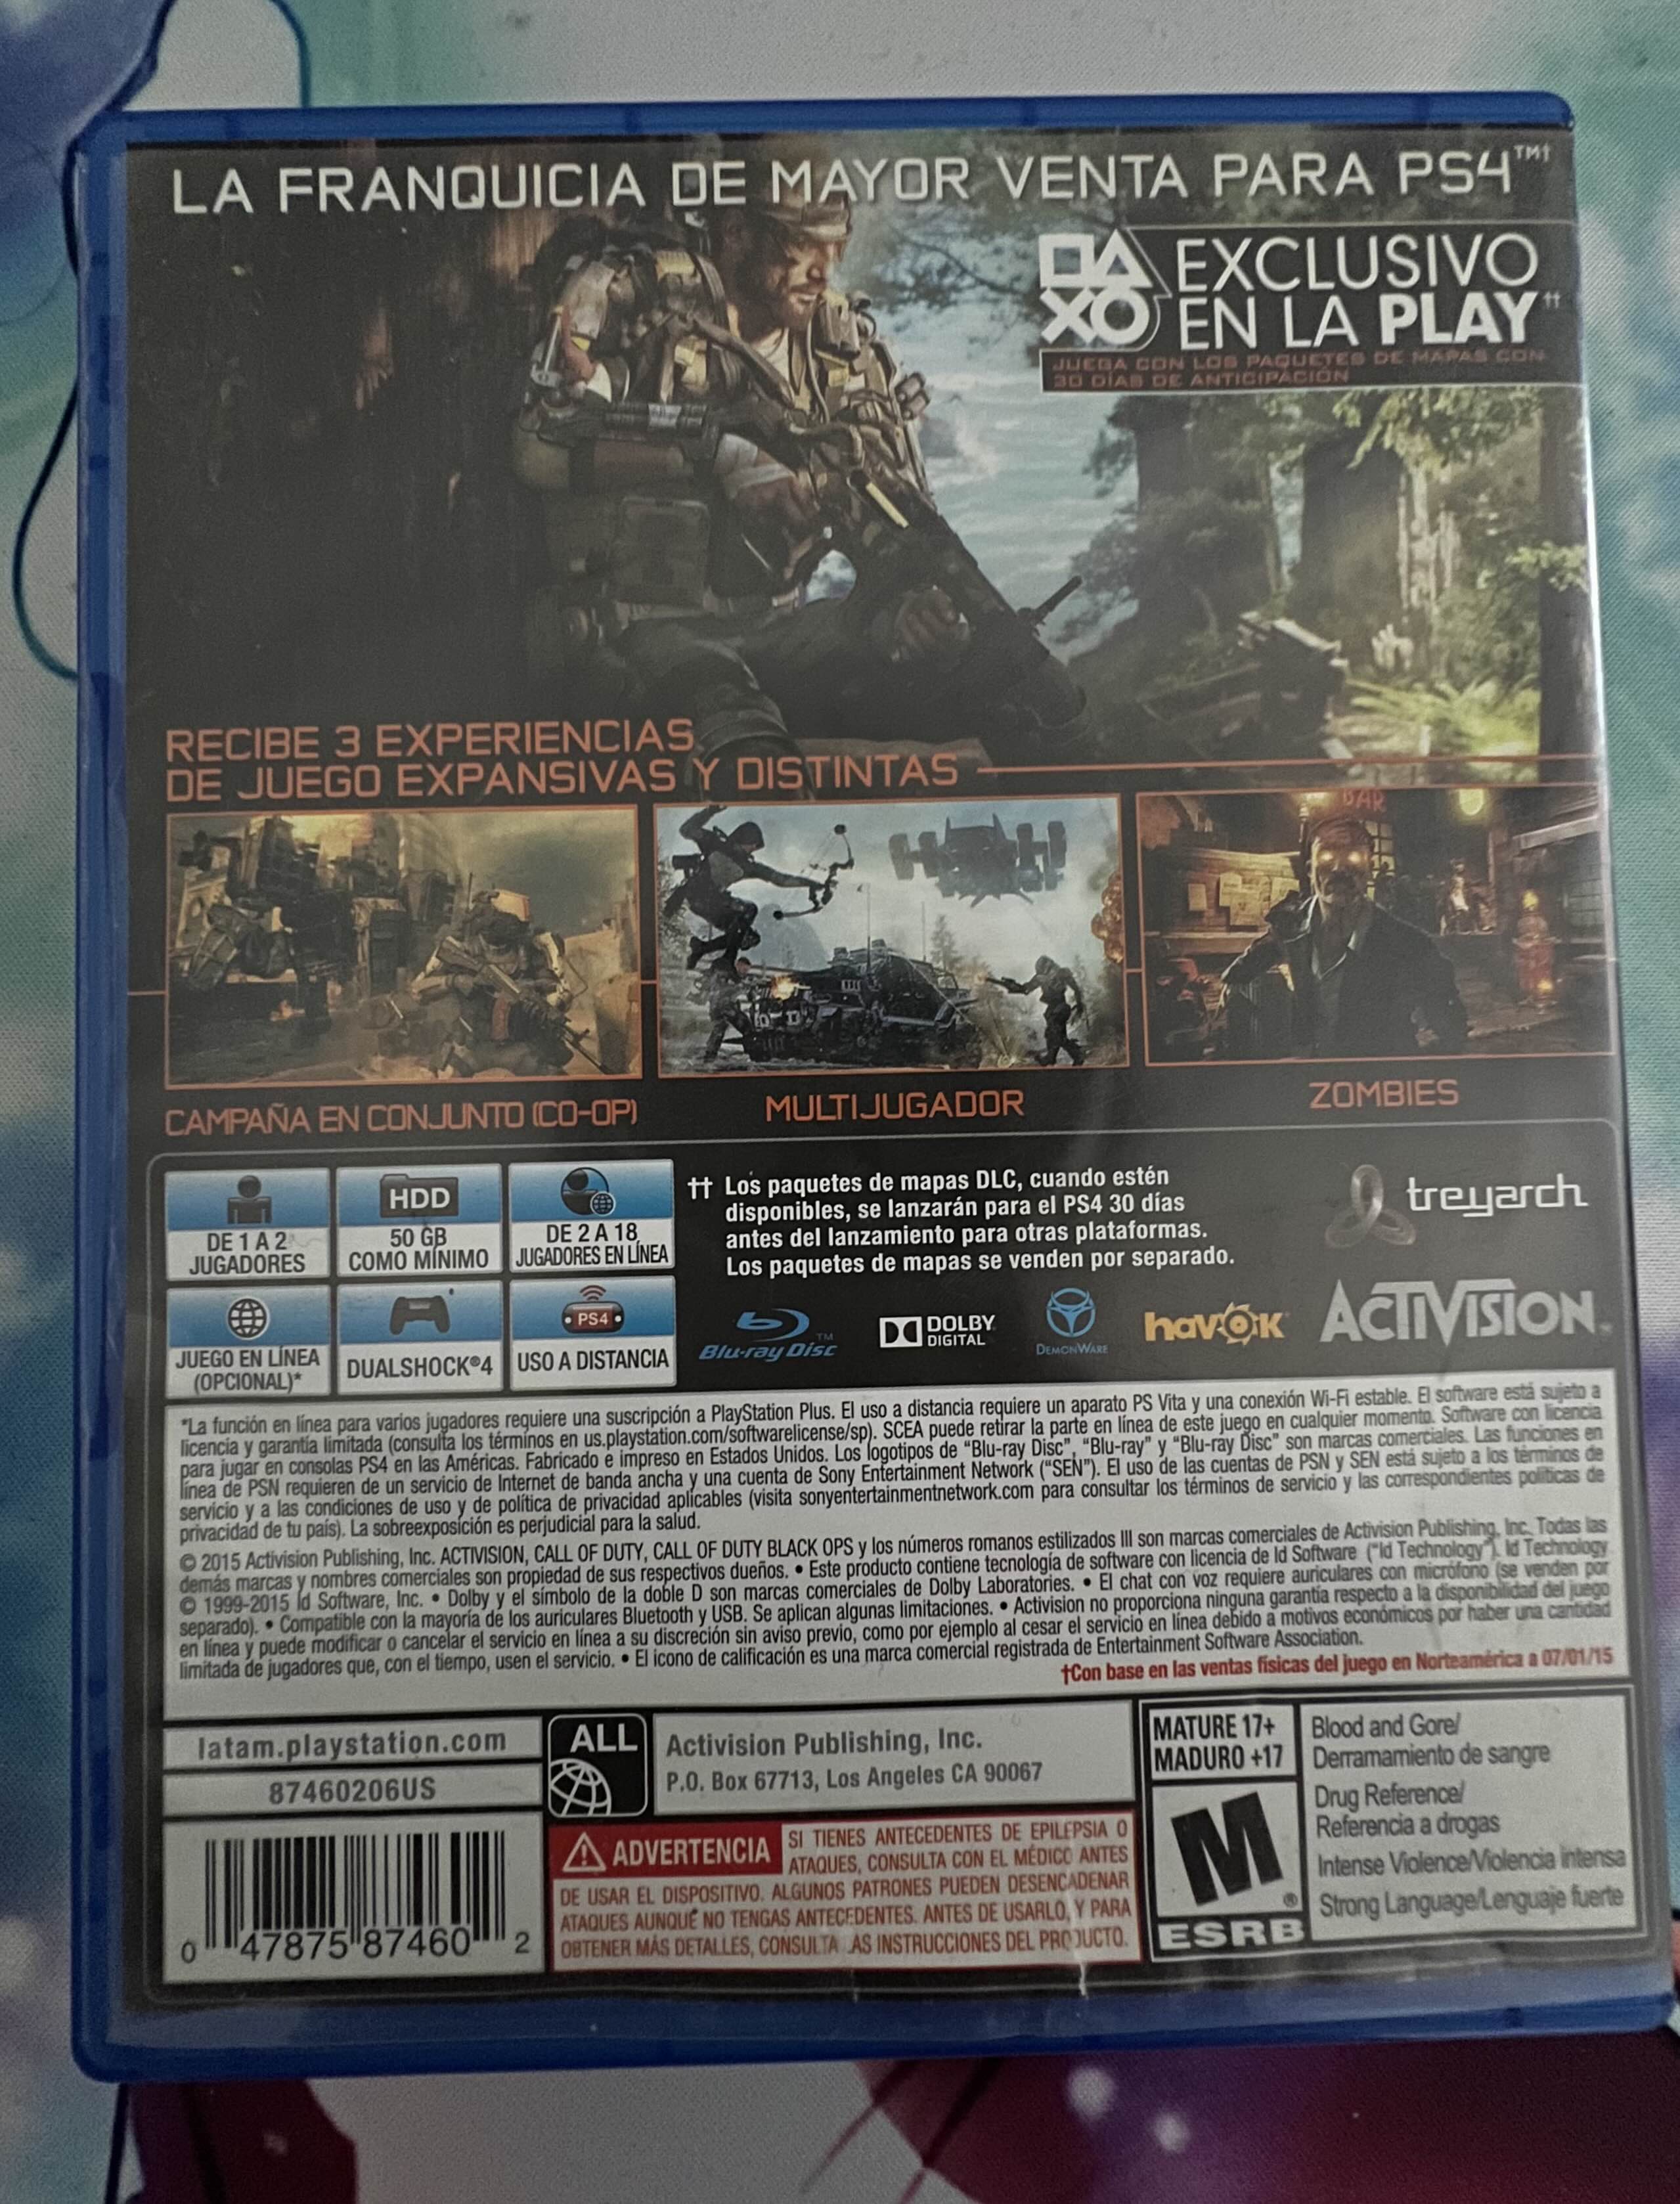 LA FRANQUICIA DE MAYOR VENTA PARA PS4™†
EXCLUSIVO
EN LA PLAY††
JUEGA CON LOS PAQUETES DE MAPAS CON
30 DÍAS DE ANTICIPACIÓN
RECIBE 3 EXPERIENCIAS
DE JUEGO EXPANSIVAS Y DISTINTAS
BAR
CAMPAÑA EN CONJUNTO (CO-OP)
MULTIJUGADOR
ZOMBIES
DE 1 A 2
JUGADORES
HDD
50 GB
COMO MÍNIMO
DE 2 A 18
JUGADORES EN LÍNEA
JUEGO EN LÍNEA
(OPCIONAL)*
DUALSHOCK®4
PS4
USO A DISTANCIA
†† Los paquetes de mapas DLC, cuando estén
disponibles, se lanzarán para el PS4 30 días
antes del lanzamiento para otras plataformas.
Los paquetes de mapas se venden por separado.
treyarch
Blu-ray Disc™
DOLBY
DIGITAL
DEMONWARE
havok
ACTIVISION
*La función en línea para varios jugadores requiere una suscripción a PlayStation Plus. El uso a distancia requiere un aparato PS Vita y una conexión Wi-Fi estable. El software está sujeto a
licencia y garantía limitada (consulta los términos en us.playstation.com/softwarelicense/sp). SCEA puede retirar la parte en línea de este juego en cualquier momento. Software con licencia
para jugar en consolas PS4 en las Américas. Fabricado e impreso en Estados Unidos. Los logotipos de “Blu-ray Disc”, “Blu-ray” y “Blu-ray Disc” son marcas comerciales. Las funciones en
línea de PSN requieren de un servicio de Internet de banda ancha y una cuenta de Sony Entertainment Network (“SEN”). El uso de las cuentas de PSN y SEN está sujeto a los términos de
servicio y a las condiciones de uso y de política de privacidad aplicables (visita sonyentertainmentnetwork.com para consultar los términos de servicio y las correspondientes políticas de
privacidad de tu país). La sobreexposición es perjudicial para la salud.
© 2015 Activision Publishing, Inc. ACTIVISION, CALL OF DUTY, CALL OF DUTY BLACK OPS y los números romanos estilizados III son marcas comerciales de Activision Publishing, Inc. Todas las
demás marcas y nombres comerciales son propiedad de sus respectivos dueños. • Este producto contiene tecnología de software con licencia de Id Software (“Id Technology”). Id Technology
© 1999-2015 Id Software, Inc. • Dolby y el símbolo de la doble D son marcas comerciales de Dolby Laboratories. • El chat con voz requiere auriculares con micrófono (se venden por
separado). • Compatible con la mayoría de los auriculares Bluetooth y USB. Se aplican algunas limitaciones. • Activision no proporciona ninguna garantía respecto a la disponibilidad del juego
en línea y puede modificar o cancelar el servicio en línea a su discreción sin aviso previo, como por ejemplo al cesar el servicio en línea debido a motivos económicos por haber una cantidad
limitada de jugadores que, con el tiempo, usen el servicio. • El icono de calificación es una marca comercial registrada de Entertainment Software Association.
†Con base en las ventas físicas del juego en Norteamérica a 07/01/15
latam.playstation.com
87460206US
ALL
Activision Publishing, Inc.
P.O. Box 67713, Los Angeles CA 90067
0 47875 87460 2
ADVERTENCIA SI TIENES ANTECEDENTES DE EPILEPSIA O
ATAQUES, CONSULTA CON EL MÉDICO ANTES
DE USAR EL DISPOSITIVO. ALGUNOS PATRONES PUEDEN DESENCADENAR
ATAQUES AUNQUE NO TENGAS ANTECEDENTES. ANTES DE USARLO, Y PARA
OBTENER MÁS DETALLES, CONSULTA LAS INSTRUCCIONES DEL PRODUCTO.
MATURE 17+
MADURO +17
M®
ESRB
Blood and Gore/
Derramamiento de sangre
Drug Reference/
Referencia a drogas
Intense Violence/Violencia intensa
Strong Language/Lenguaje fuerte